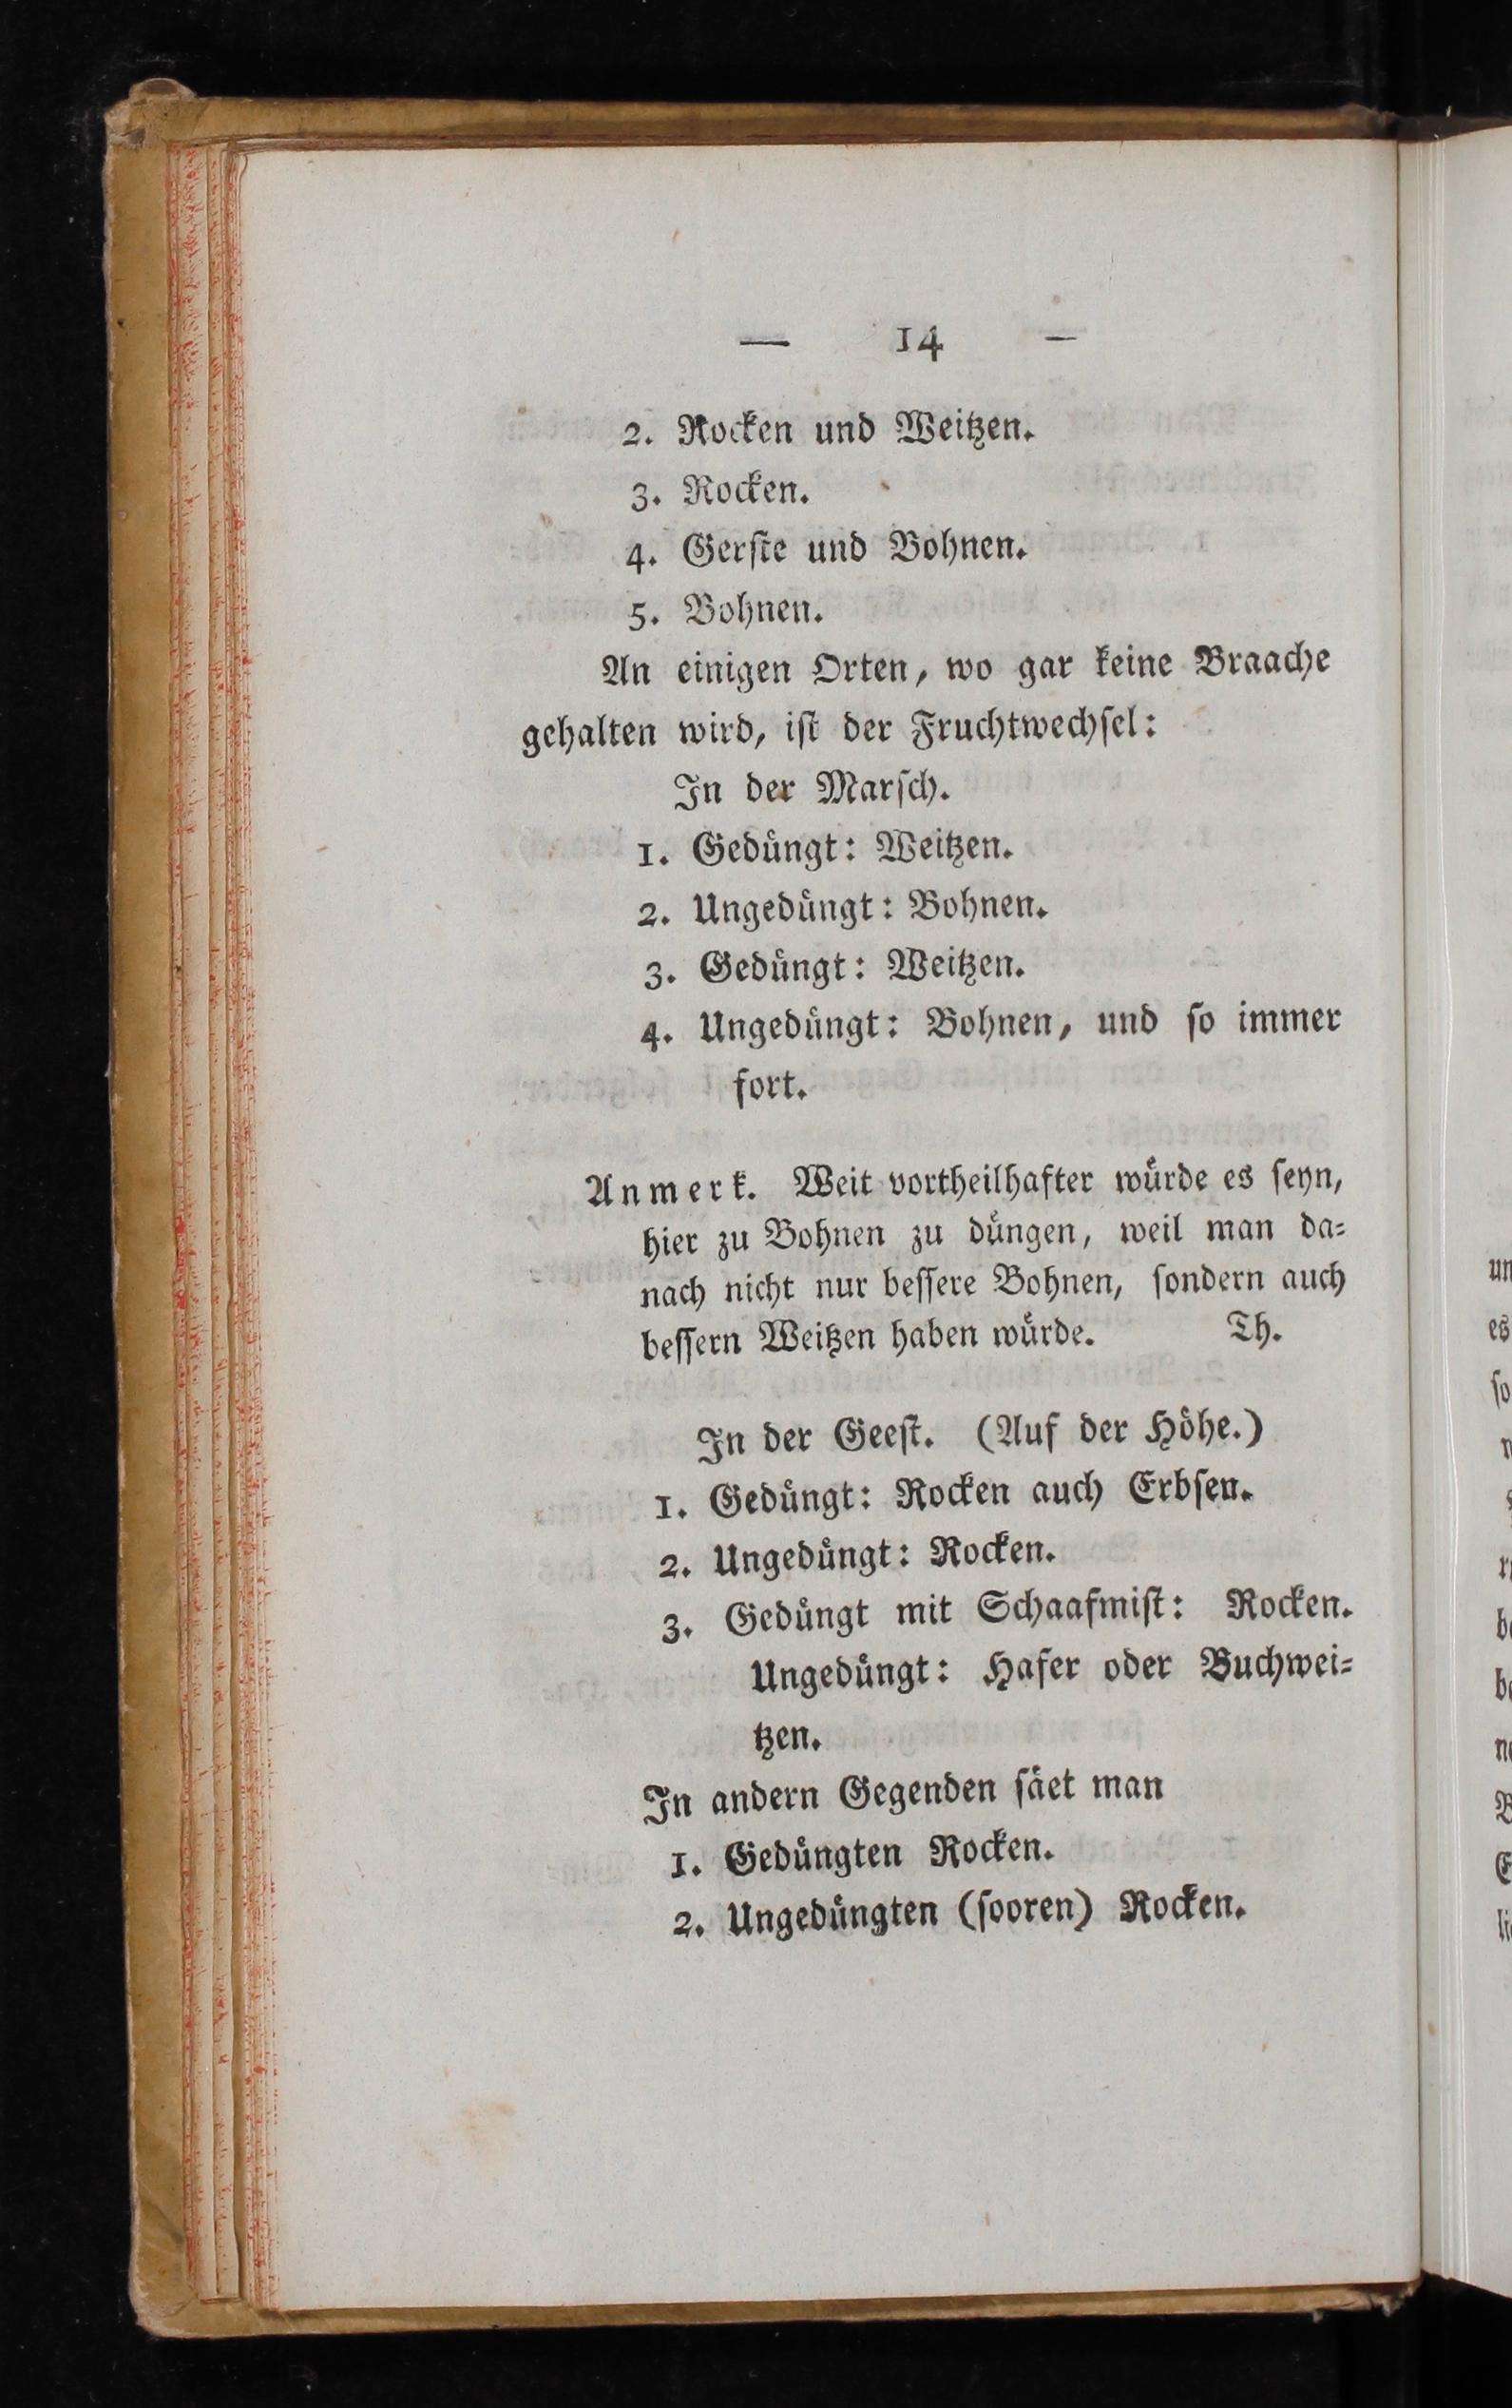 — 14 —
2. Rocken und Weitzen.
3. Rocken.
4. Gerſte und Bohnen.
5. Bohnen.
An einigen Orten, wo gar keine Braache
gehalten wird, iſt der Fruchtwechſel:
In der Marſch.
1. Gedüngt: Weitzen.
2. Ungedüngt: Bohnen.
3. Gedüngt: Weitzen.
4. Ungedüngt: Bohnen, und ſo immer
fort.
Anmerk. Weit vortheilhafter würde es ſeyn,
hier zu Bohnen zu düngen, weil man da⸗
nach nicht nur beſſere Bohnen, ſondern auch
beſſern Weitzen haben würde. Th.
In der Geeſt. (Auf der Höhe.)
1. Gedüngt: Rocken auch Erbſen.
2. Ungedüngt: Rocken.
3. Gedüngt mit Schaafmiſt: Rocken.
Ungedüngt: Hafer oder Buchwei⸗
tzen.
In andern Gegenden ſäet man
1. Gedüngten Rocken.
2. Ungedüngten (ſooren) Rocken.